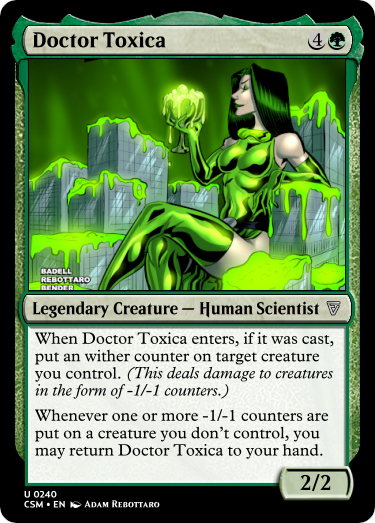 Doctor Toxica 4
BADELL
REBOTTARO
BENDER
Legendary Creature — Human Scientist
When Doctor Toxica enters, if it was cast,
put an wither counter on target creature
you control. (This deals damage to creatures
in the form of -1/-1 counters.)
Whenever one or more -1/-1 counters are
put on a creature you don't control, you
may return Doctor Toxica to your hand.
2/2
U 0240
CSM • EN Adam Rebottaro